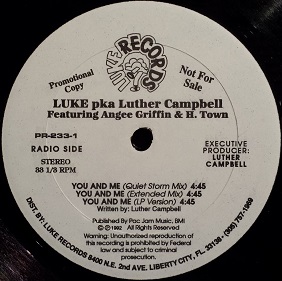 LUKE RECORDS
Promotional
Copy
Not For
Sale
LUKE pka Luther Campbell
Featuring Angee Griffin & H. Town
PR-233-1
RADIO SIDE
STEREO
33 1/3 RPM
EXECUTIVE
PRODUCER:
LUTHER
CAMPBELL
YOU AND ME (Quiet Storm Mix) 4:45
YOU AND ME (Extended Mix) 4:45
YOU AND ME (LP Version) 4:45
Written by: Luther Campbell
Published By Pac Jam Music, BMI
© ℗ 1992 All Rights Reserved
Warning: Unauthorized reproduction of
this recording is prohibited by Federal
law and subject to criminal
prosecution.
DIST. BY: LUKE RECORDS 8400 N.E. 2nd AVE. LIBERTY CITY, FL. 33138 - (305) 757-1969